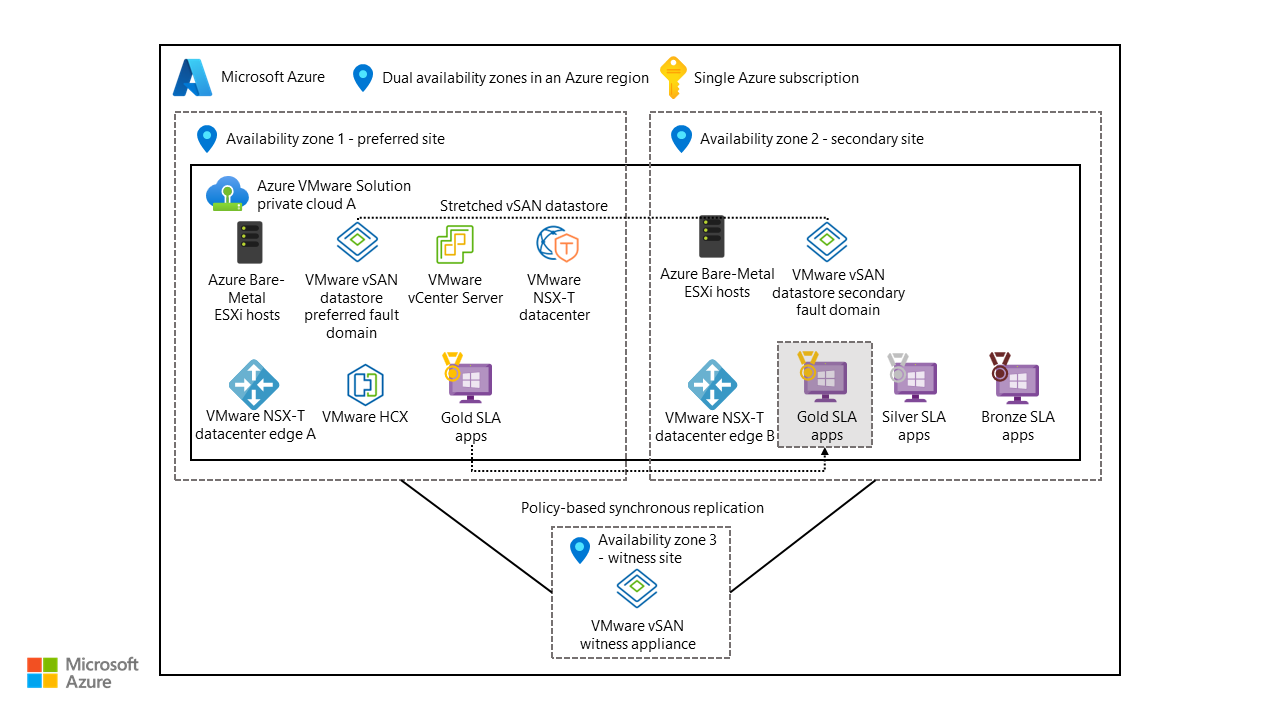 Microsoft Azure
Dual availability zones in an Azure region
Single Azure subscription
Availability zone 1 - preferred site
Availability zone 2 - secondary site
Azure VMware Solution
private cloud A
Stretched vSAN datastore
Azure Bare-
Metal
ESXi hosts
VMware vSAN
datastore
preferred fault
domain
VMware
vCenter Server
VMware
NSX-T
datacenter
Azure Bare-Metal
ESXi hosts
VMware vSAN
datastore secondary
fault domain
VMware NSX-T
datacenter edge A
VMware HCX
Gold SLA
apps
VMware NSX-T
datacenter edge B
Gold SLA
apps
Silver SLA
apps
Bronze SLA
apps
Policy-based synchronous replication
Availability zone 3
- witness site
VMware vSAN
witness appliance
Microsoft
Azure